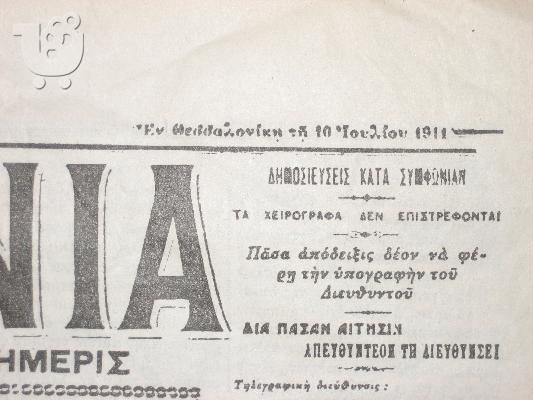 Ἐν Θεσσαλονίκῃ τῇ 10 Ἰουλίου 1911
ΝΙΑ
ΗΜΕΡΙΣ
ΔΗΜΟΣΙΕΥΣΕΙΣ ΚΑΤΑ ΣΥΜΦΩΝΙΑΝ
ΤΑ ΧΕΙΡΟΓΡΑΦΑ ΔΕΝ ΕΠΙΣΤΡΕΦΟΝΤΑΙ
Πᾶσα ἀπόδειξις δέον νὰ φέ-
ρῃ τὴν ὑπογραφὴν τοῦ
Διευθυντοῦ
ΔΙΑ ΠΑΣΑΝ ΑΙΤΗΣΙΝ
ΑΠΕΥΘΥΝΤΕΟΝ ΤΗ ΔΙΕΥΘΥΝΣΕΙ
Τηλεγραφικὴ διεύθυνσις: